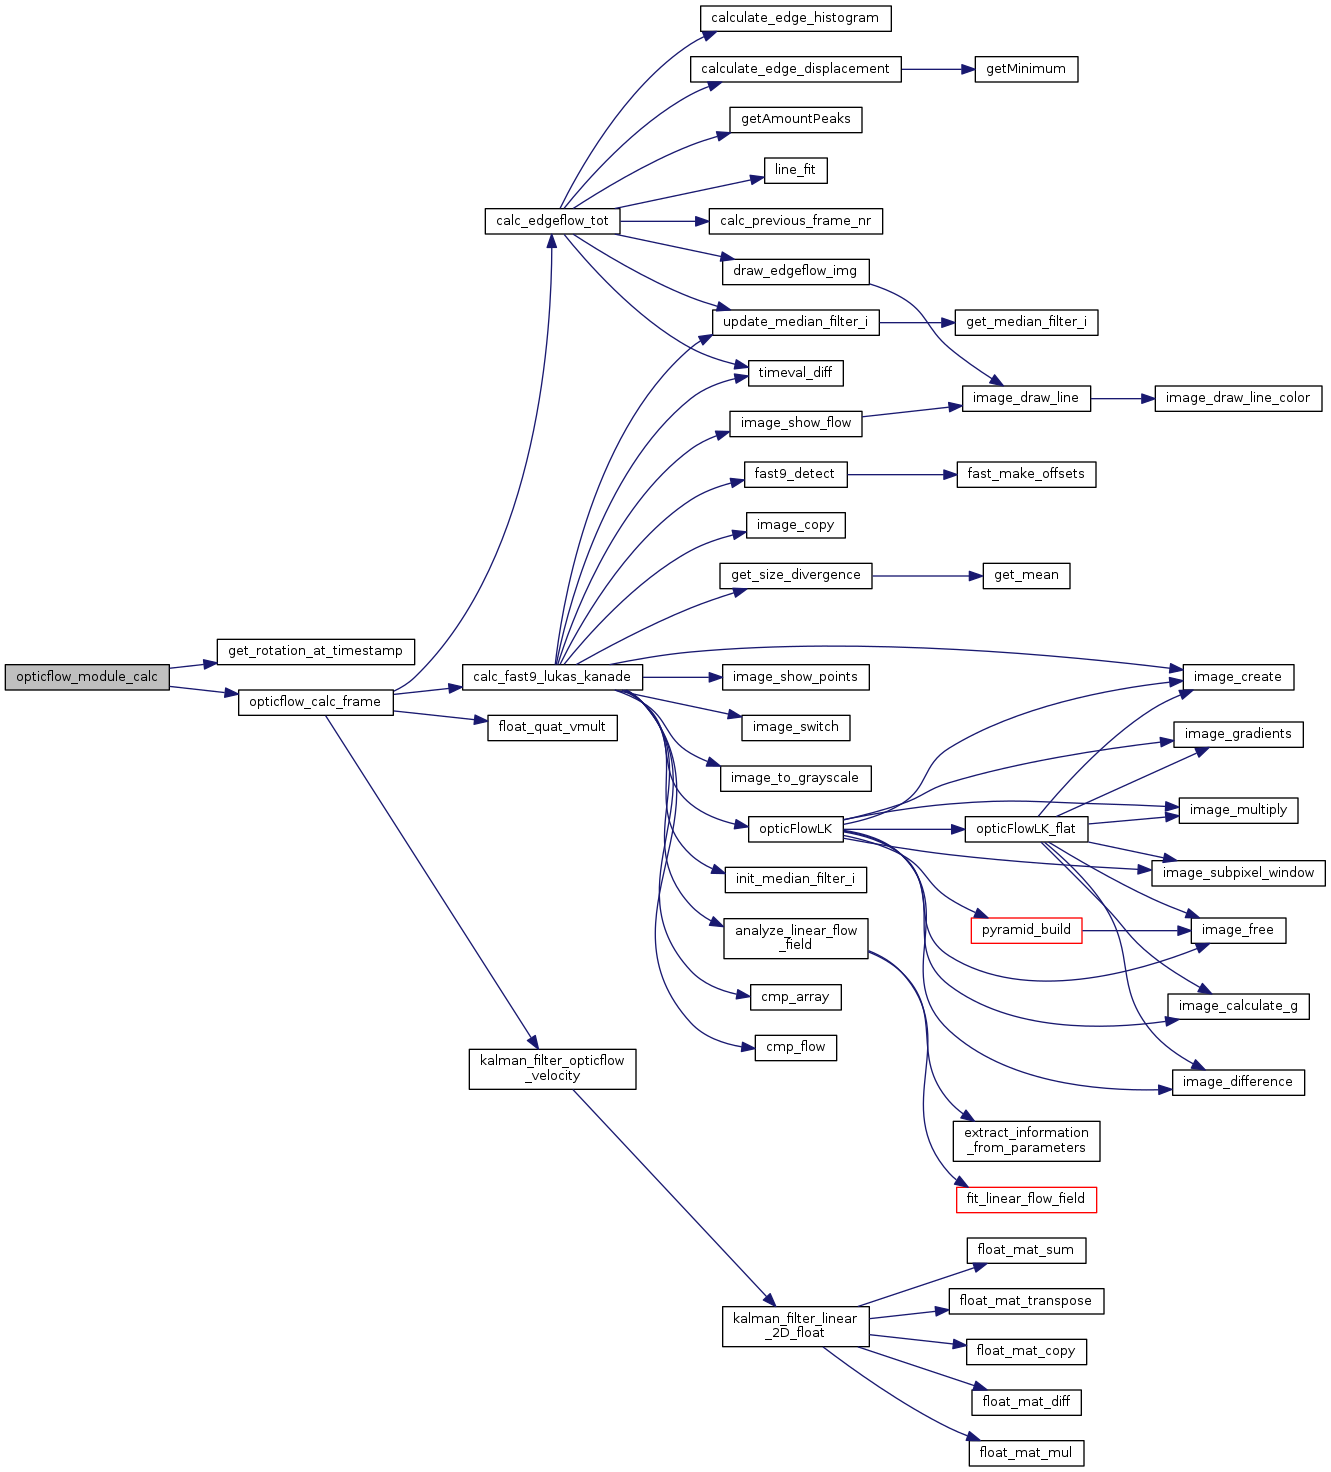 calculate_edge_histogram
calculate_edge_displacement
getMinimum
getAmountPeaks
line_fit
calc_edgeflow_tot
calc_previous_frame_nr
draw_edgeflow_img
update_median_filter_i
get_median_filter_i
timeval_diff
image_draw_line
image_draw_line_color
image_show_flow
fast9_detect
fast_make_offsets
image_copy
get_size_divergence
get_mean
get_rotation_at_timestamp
opticflow_module_calc
calc_fast9_lukas_kanade
image_show_points
image_create
opticflow_calc_frame
float_quat_vmult
image_switch
image_gradients
image_to_grayscale
image_multiply
opticFlowLK
opticFlowLK_flat
image_subpixel_window
init_median_filter_i
analyze_linear_flow
_field
pyramid_build
image_free
cmp_array
image_calculate_g
cmp_flow
kalman_filter_opticflow
_velocity
image_difference
extract_information
_from_parameters
fit_linear_flow_field
float_mat_sum
float_mat_transpose
kalman_filter_linear
_2D_float
float_mat_copy
float_mat_diff
float_mat_mul